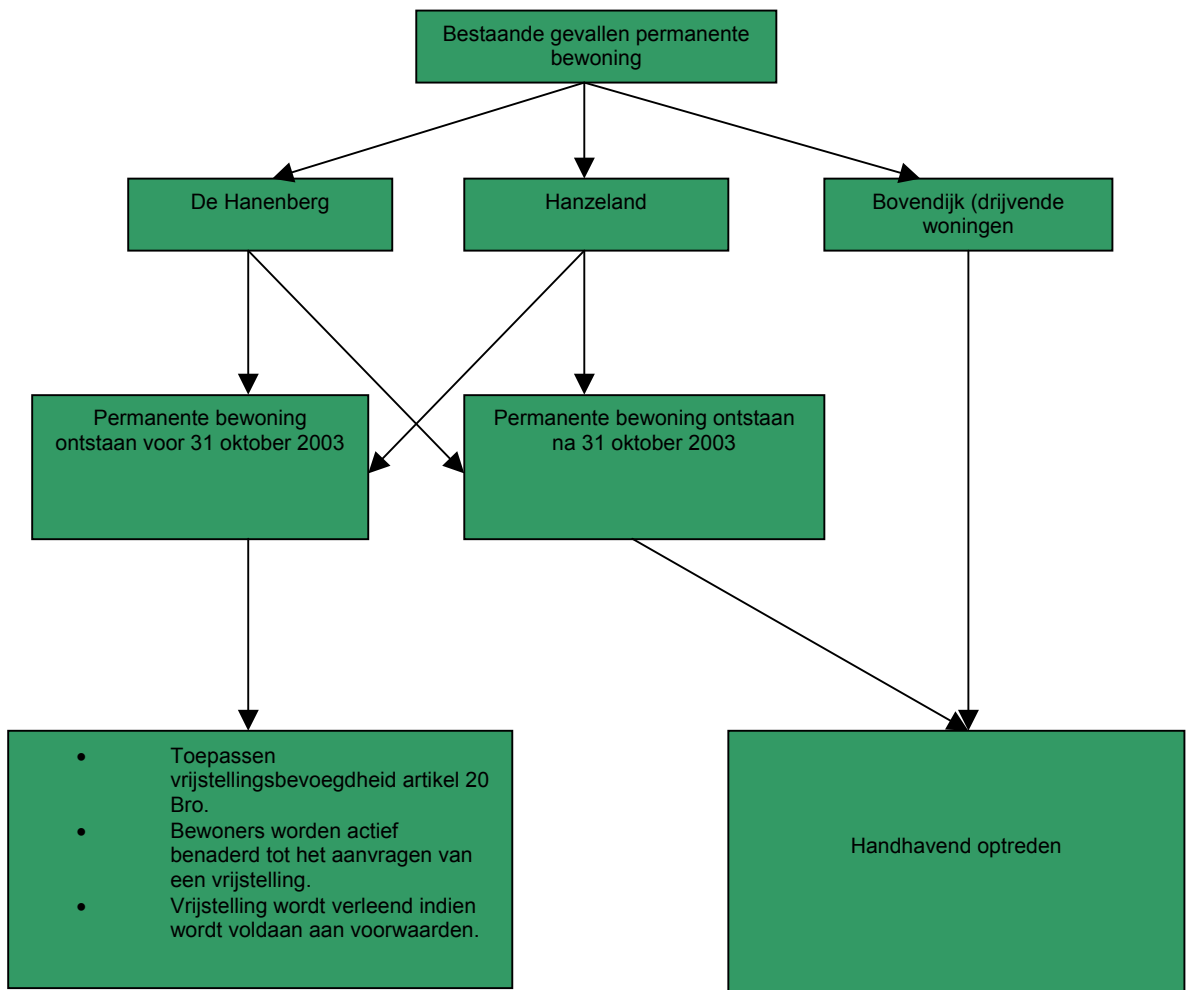 Bestaande gevallen permanente
bewoning
De Hanenberg
Hanzeland
Bovendijk (drijvende
woningen
Permanente bewoning
ontstaan voor 31 oktober 2003
Permanente bewoning ontstaan
na 31 oktober 2003
• Toepassen
vrijstellingsbevoegdheid artikel 20
Bro.
• Bewoners worden actief
benaderd tot het aanvragen van
een vrijstelling.
• Vrijstelling wordt verleend indien
wordt voldaan aan voorwaarden.
Handhavend optreden